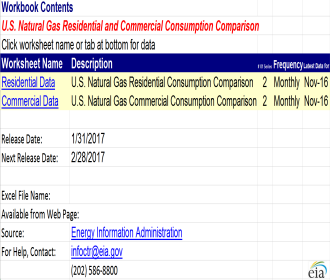 Workbook Contents
U.S. Natural Gas Residential and Commercial Consumption Comparison
Click worksheet name or tab at bottom for data
Worksheet Name Description # Of Series Frequency Latest Data for
Residential Data U.S. Natural Gas Residential Consumption Comparison 2 Monthly Nov-16
Commercial Data U.S. Natural Gas Commercial Consumption Comparison 2 Monthly Nov-16
Release Date: 1/31/2017
Next Release Date: 2/28/2017
Excel File Name:
Available from Web Page:
Source: Energy Information Administration
For Help, Contact: infoctr@eia.gov
(202) 586-8800
eia